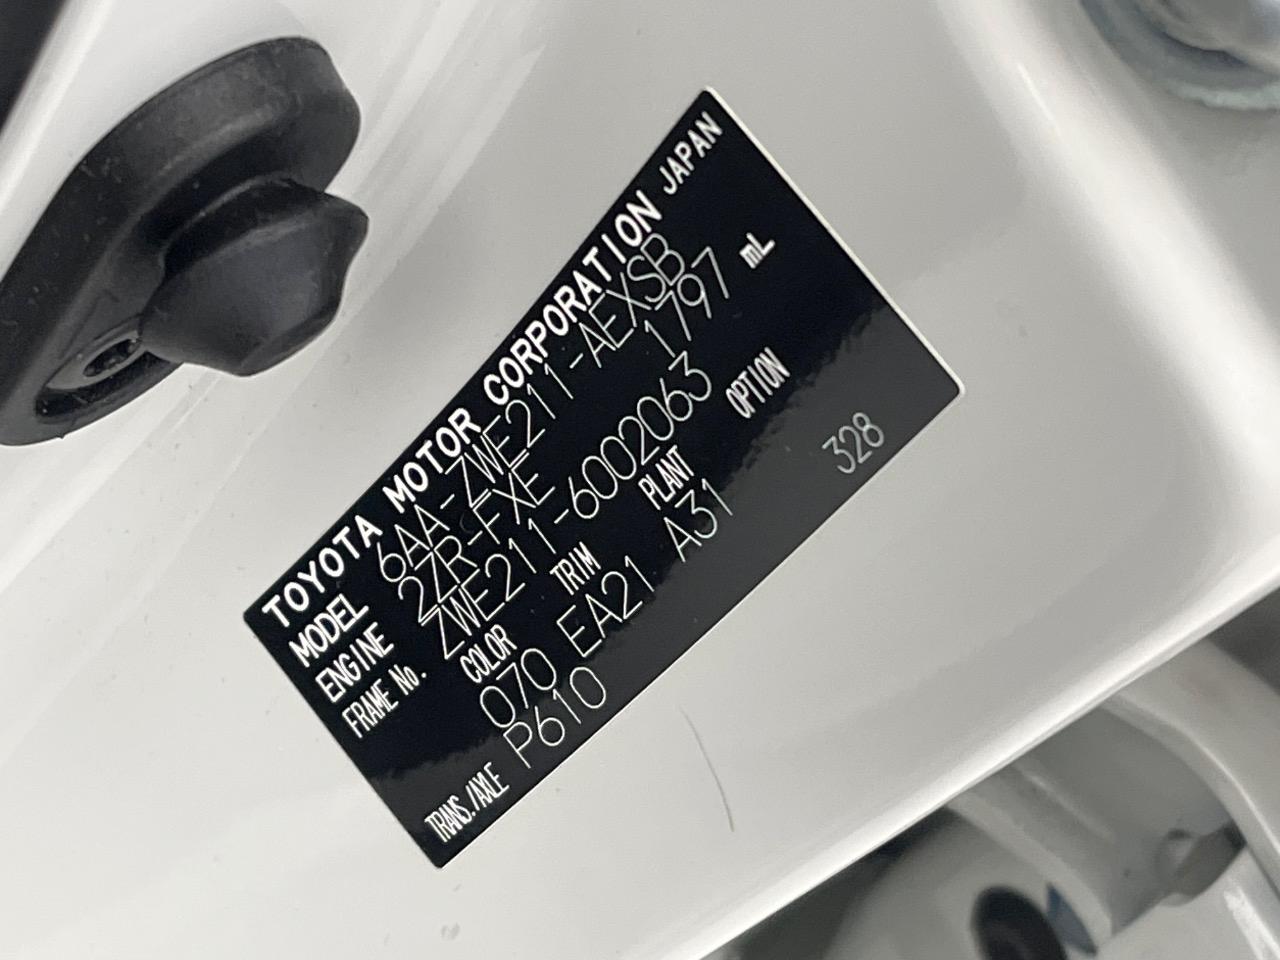 TOYOTA MOTOR CORPORATION JAPAN
MODEL 6AA-ZWE211-AEXSB
ENGINE 2ZR-FXE 1797 mL
FRAME No. ZWE211-6002063
COLOR TRIM PLANT OPTION
070 EA21 A31 328
TRANS./AXLE P610